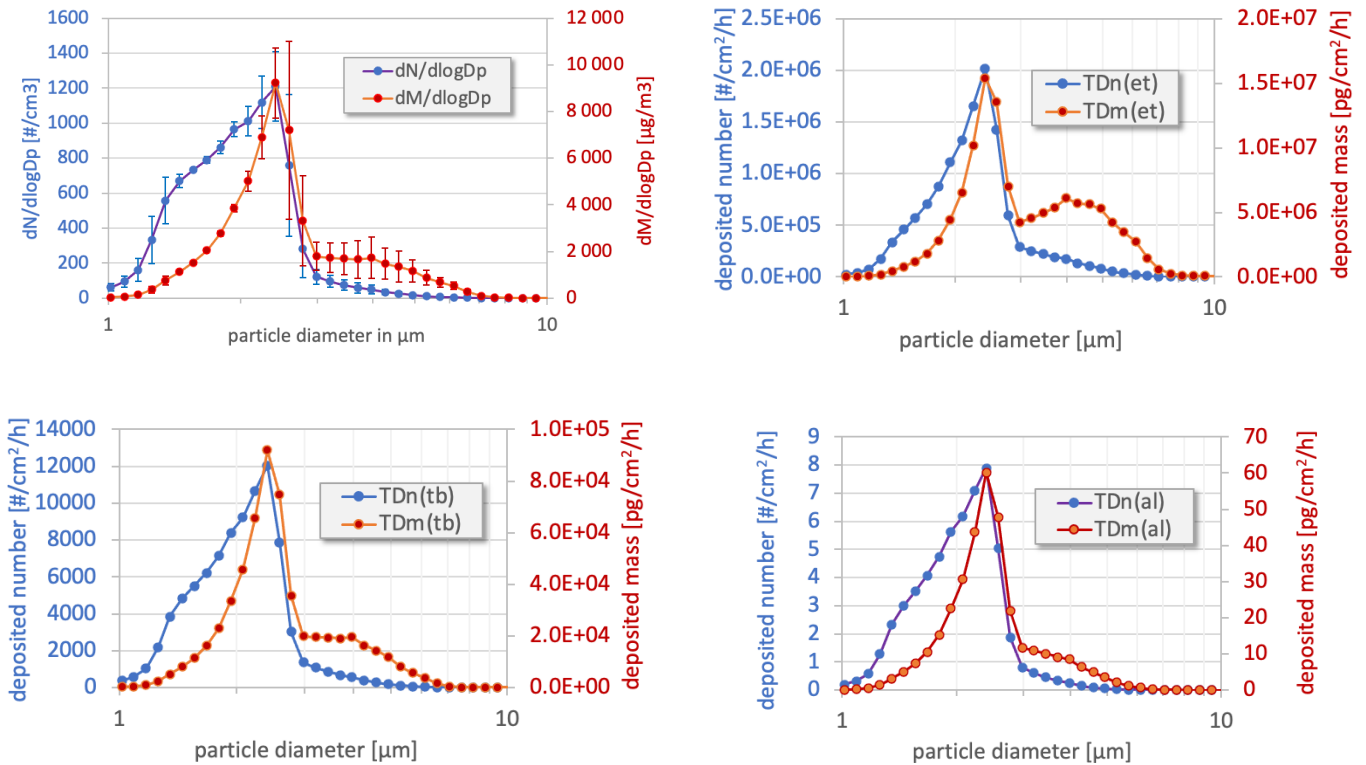 1600
1400
1200
1000
800
600
400
200
0
dN/dlogDp [#/cm3]
dN/dlogDp
dM/dlogDp
12 000
10 000
8 000
6 000
4 000
2 000
0
dM/dlogDp [µg/m3]
1
10
particle diameter in µm
2.5E+06
2.0E+06
1.5E+06
1.0E+06
5.0E+05
0.0E+00
deposited number [#/cm²/h]
TDn(et)
TDm(et)
2.0E+07
1.5E+07
1.0E+07
5.0E+06
0.0E+00
deposited mass [pg/cm²/h]
1
10
particle diameter [µm]
14000
12000
10000
8000
6000
4000
2000
0
deposited number [#/cm²/h]
TDn(tb)
TDm(tb)
1.0E+05
8.0E+04
6.0E+04
4.0E+04
2.0E+04
0.0E+00
deposited mass [pg/cm²/h]
1
10
particle diameter [µm]
9
8
7
6
5
4
3
2
1
0
deposited number [#/cm²/h]
TDn(al)
TDm(al)
70
60
50
40
30
20
10
0
deposited mass [pg/cm²/h]
1
10
particle diameter [µm]